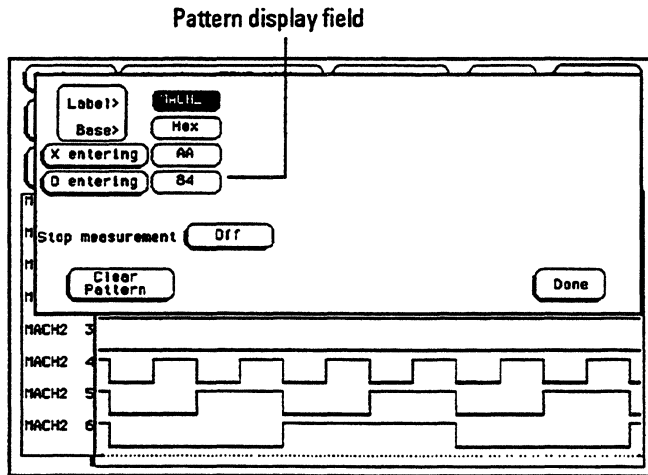 Pattern display field
Label>
Base> Hex
X entering AA
O entering 84
Stop measurement Off
Clear
Pattern
Done
MACH2 3
MACH2 4
MACH2 5
MACH2 6